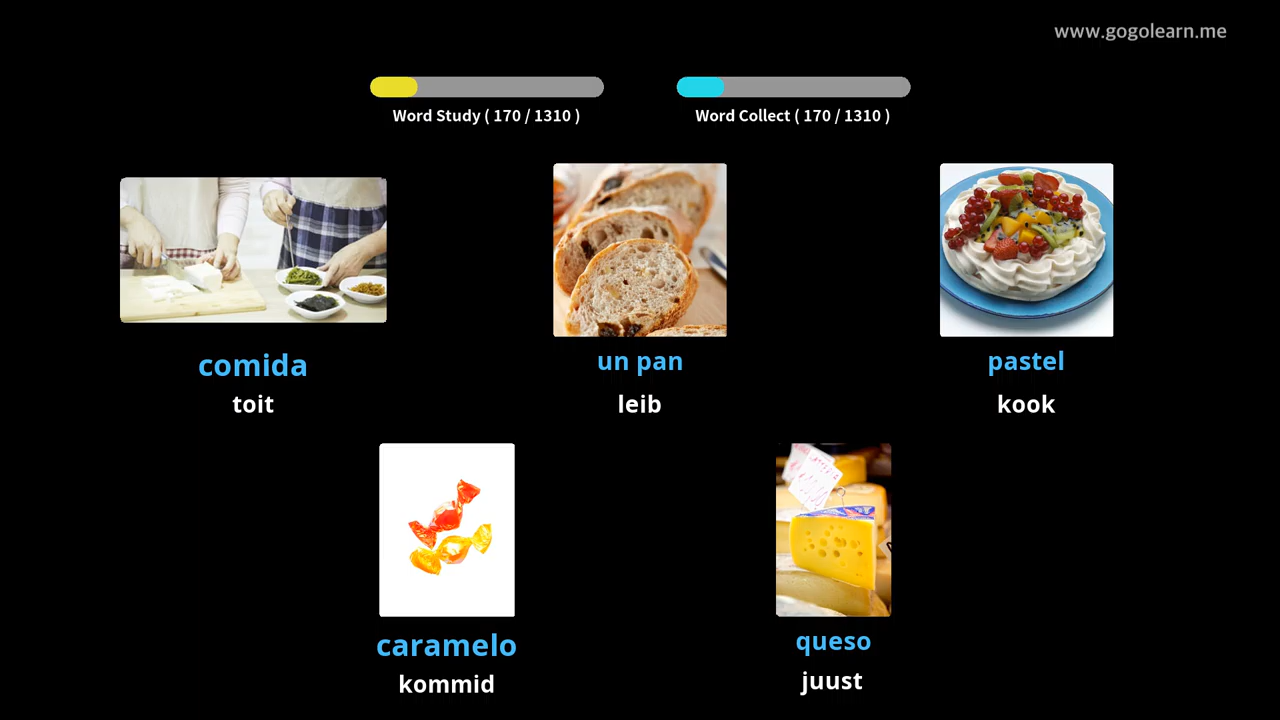 www.gogolearn.me
Word Study ( 170 / 1310 )
Word Collect ( 170 / 1310 )
comida
toit
un pan
leib
pastel
kook
caramelo
kommid
queso
juust